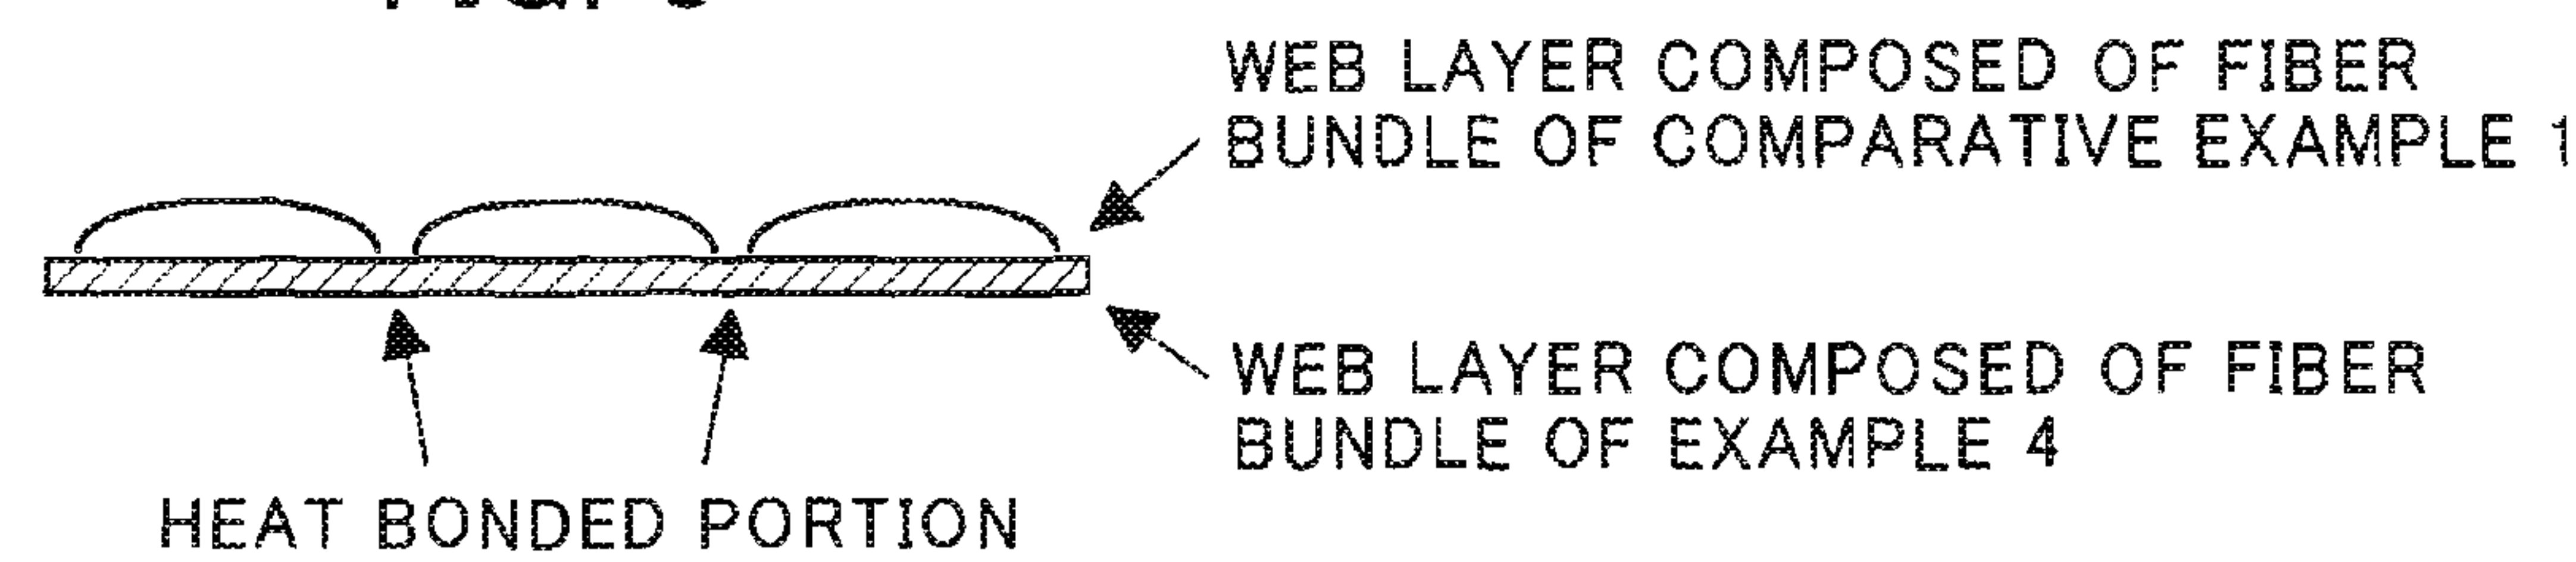 WEB LAYER COMPOSED OF FIBER
BUNDLE OF COMPARATIVE EXAMPLE 1
WEB LAYER COMPOSED OF FIBER
BUNDLE OF EXAMPLE 4
HEAT BONDED PORTION